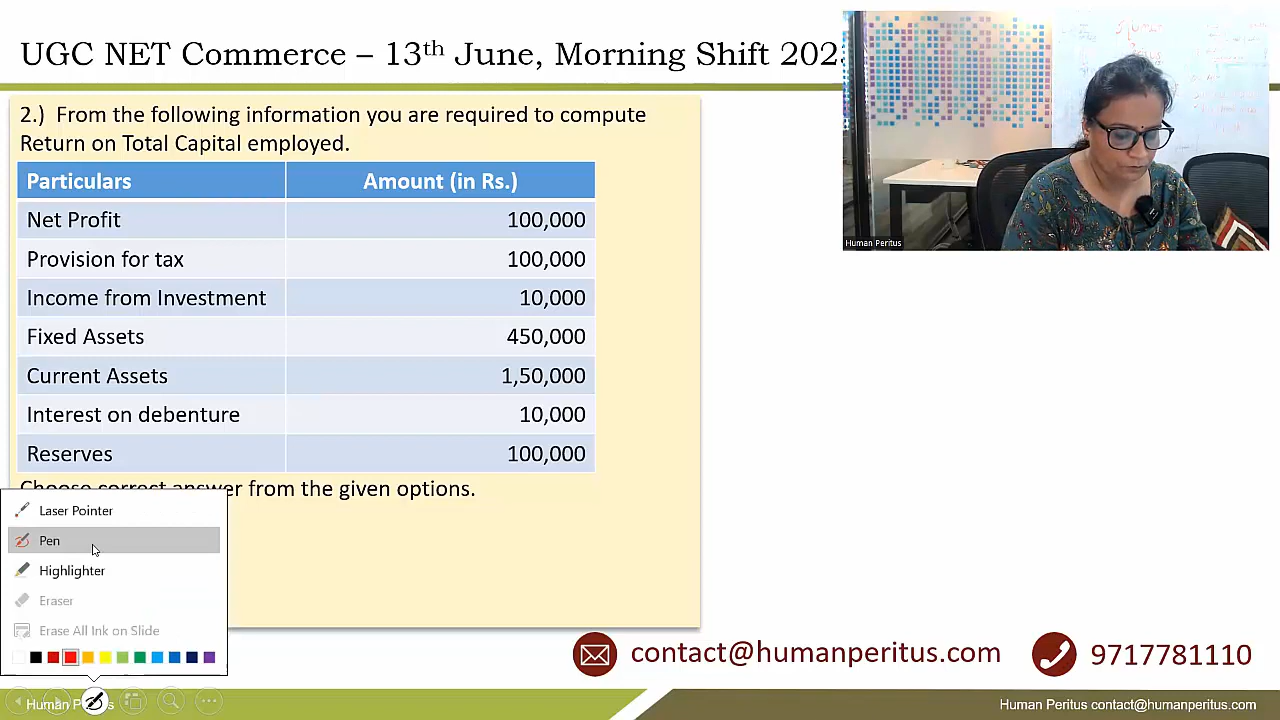 UGC NET Commerce – 13th June, Morning Shift 202
Human Peritus
2.) From the following information you are required to compute
Return on Total Capital employed.
Particulars Amount (in Rs.)
Net Profit 100,000
Provision for tax 100,000
Income from Investment 10,000
Fixed Assets 450,000
Current Assets 1,50,000
Interest on debenture 10,000
Reserves 100,000
Choose correct answer from the given options.
Laser Pointer
Pen
Highlighter
Eraser
Erase All Ink on Slide
contact@humanperitus.com 9717781110
Human Peritus contact@humanperitus.com